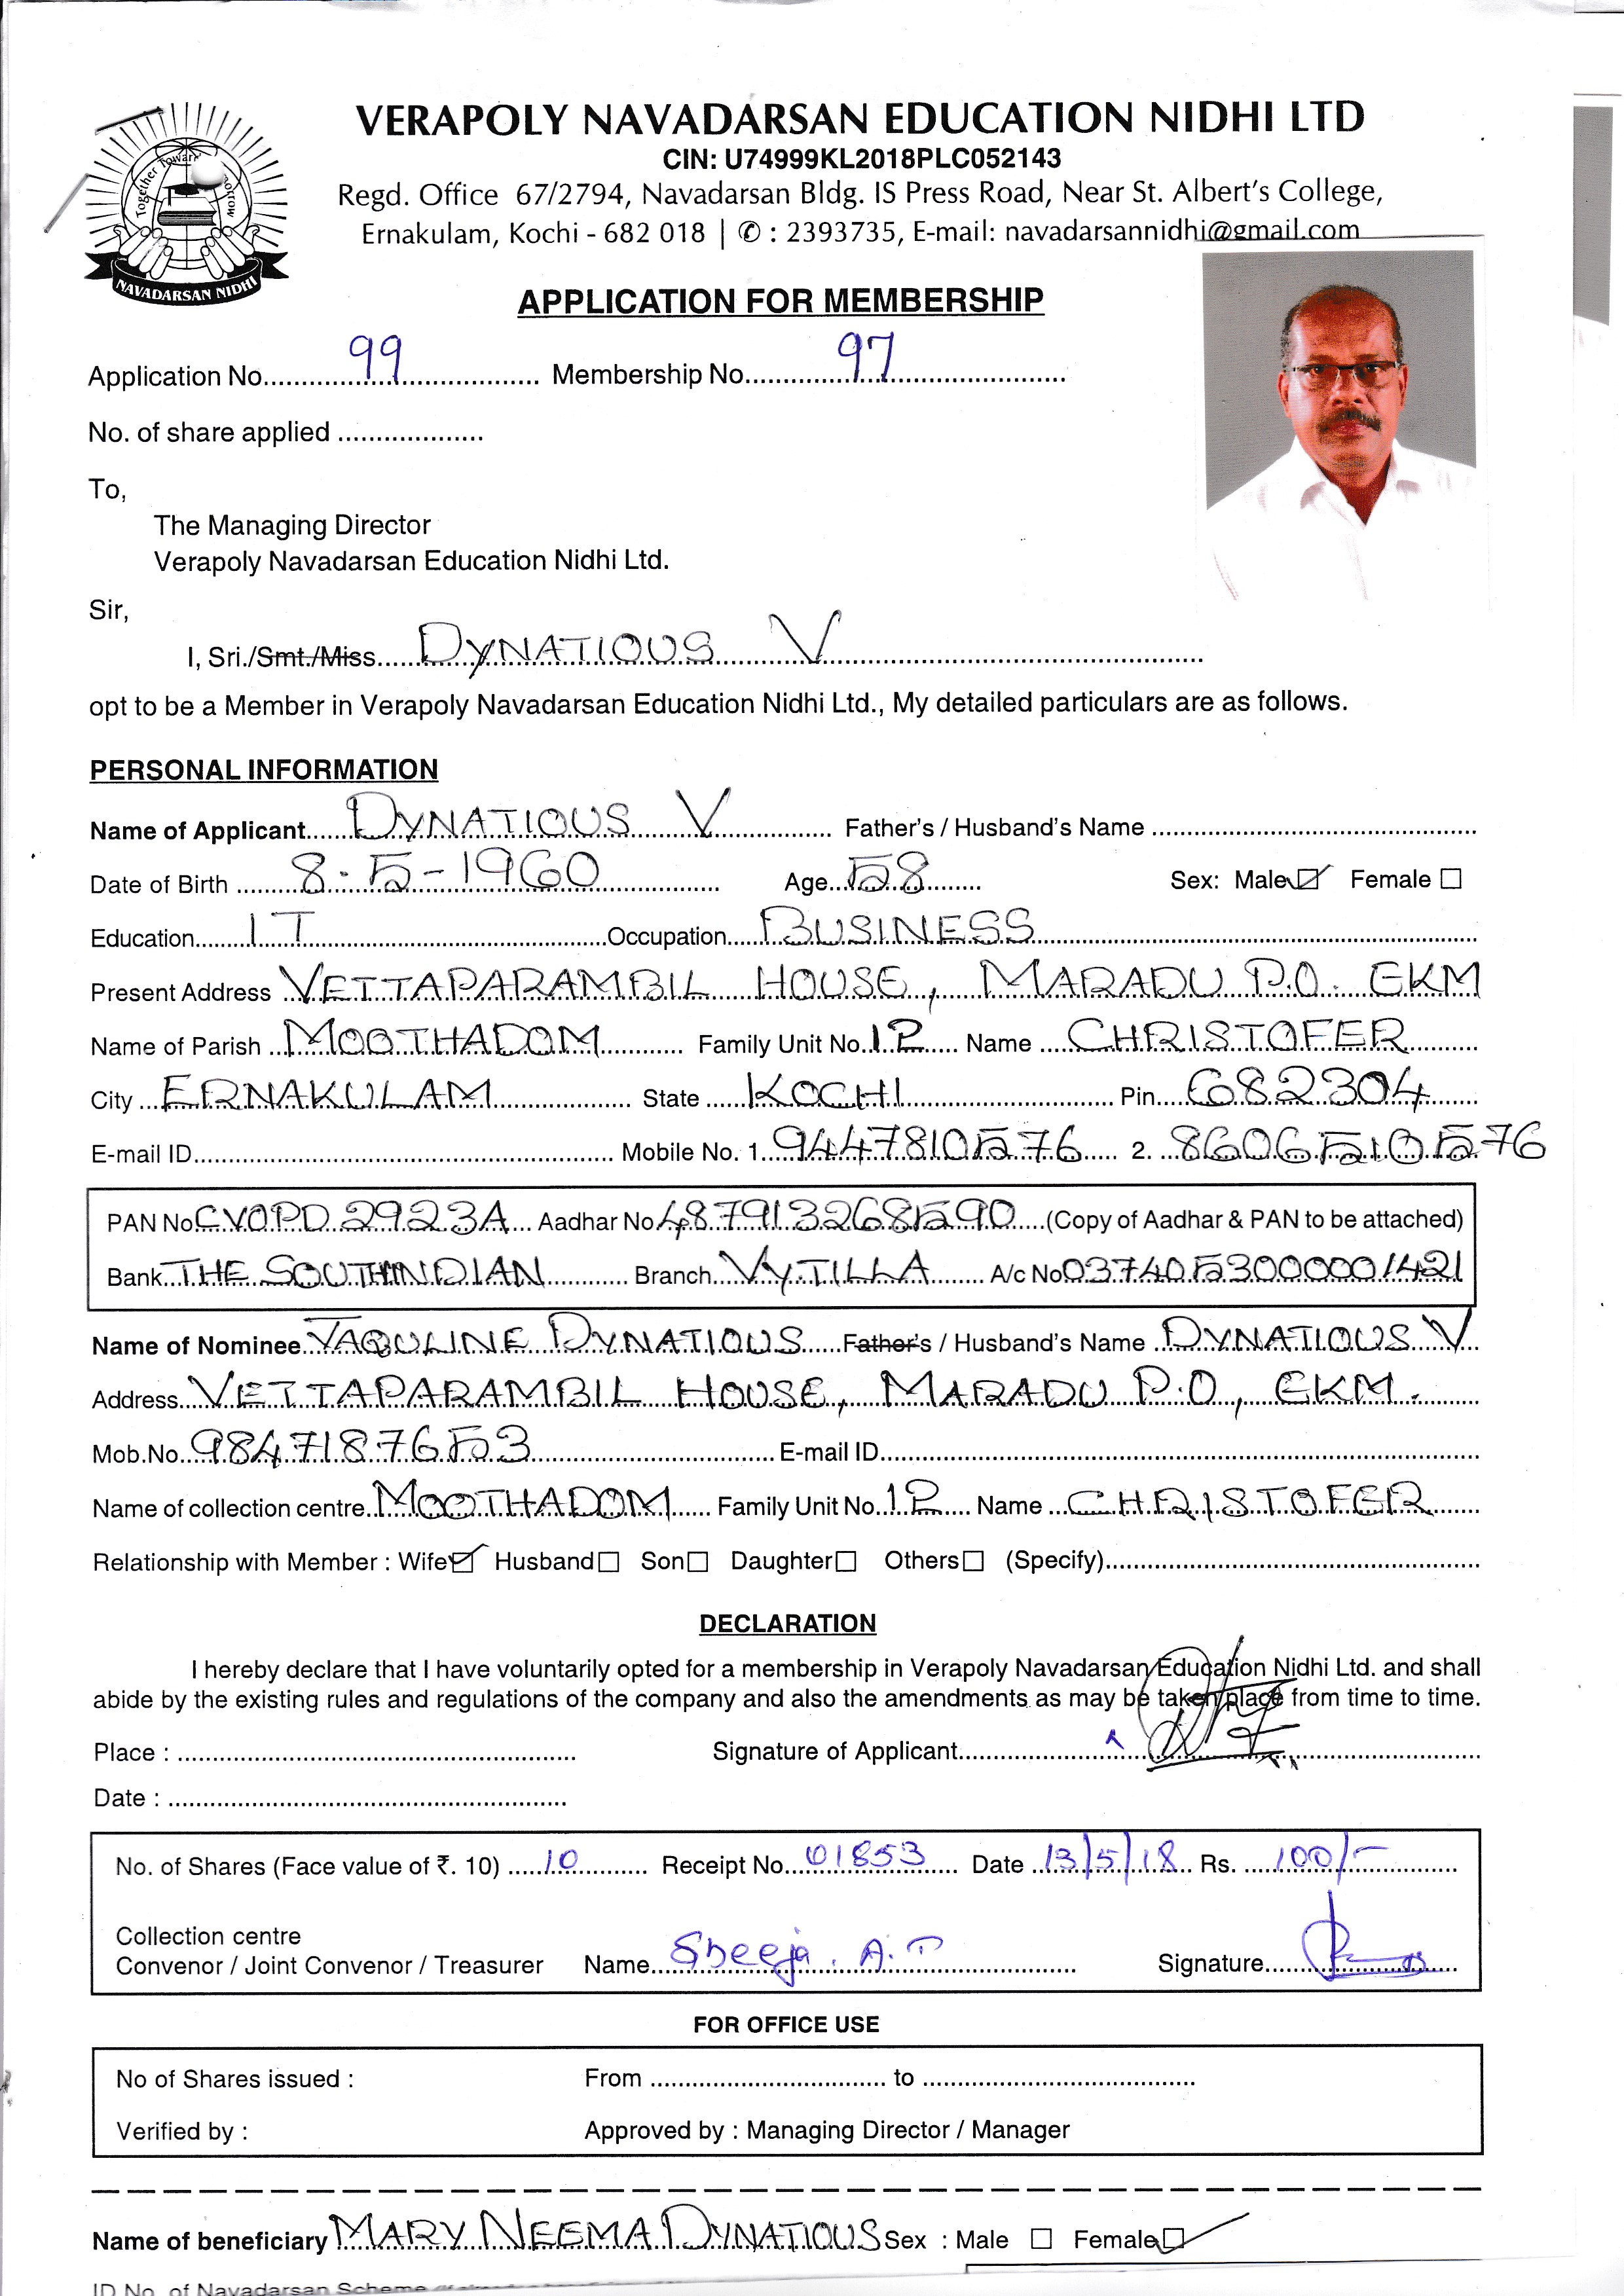 VERAPOLY NAVADARSAN EDUCATION NIDHI LTD
CIN: U74999KL2018PLC052143
Regd. Office 67/2794, Navadarsan Bldg. IS Press Road, Near St. Albert's College,
Ernakulam, Kochi - 682 018 | ✆ : 2393735, E-mail: navadarsannidhi@gmail.com
Together Towar
NAVADARSAN NIDHI
APPLICATION FOR MEMBERSHIP
Application No. 99 Membership No. 97
No. of share applied
To,
The Managing Director
Verapoly Navadarsan Education Nidhi Ltd.
Sir,
I, Sri./Smt./Miss. DYNATIOUS V
opt to be a Member in Verapoly Navadarsan Education Nidhi Ltd., My detailed particulars are as follows.
PERSONAL INFORMATION
Name of Applicant DYNATIOUS V Father's / Husband's Name
Date of Birth 8-5-1960 Age 58 Sex: Male ☑ Female ☐
Education IT Occupation BUSINESS
Present Address VETTAPARAMBIL HOUSE, MARADU P.O. EKM
Name of Parish MOOTHADOM Family Unit No. 12 Name CHRISTOFER
City ERNAKULAM State KOCHI Pin 682304
E-mail ID Mobile No. 1. 9447810576 2. 8606510576
PAN No CVOPD 2923A Aadhar No 487913268590 (Copy of Aadhar & PAN to be attached)
Bank THE SOUTHINDIAN Branch VYTILLA A/c No 0374053000001421
Name of Nominee JAQULINE DYNATIOUS Father's / Husband's Name DYNATIOUS V
Address VETTAPARAMBIL HOUSE, MARADU P.O, EKM.
Mob.No. 9847187653 E-mail ID
Name of collection centre MOOTHADOM Family Unit No. 12 Name CHRISTOFER
Relationship with Member : Wife ☑ Husband ☐ Son ☐ Daughter ☐ Others ☐ (Specify)
DECLARATION
I hereby declare that I have voluntarily opted for a membership in Verapoly Navadarsan Education Nidhi Ltd. and shall
abide by the existing rules and regulations of the company and also the amendments as may be taken place from time to time.
Place : Signature of Applicant
Date :
No. of Shares (Face value of ₹. 10) 10 Receipt No. 01853 Date 13/5/18 Rs. 100/-
Collection centre
Convenor / Joint Convenor / Treasurer Name Sheeja. A.P Signature
FOR OFFICE USE
No of Shares issued : From to
Verified by : Approved by : Managing Director / Manager
Name of beneficiary MARY NEEMA DYNATIOUS Sex : Male ☐ Female ☑
ID No. of Navadarsan Scheme